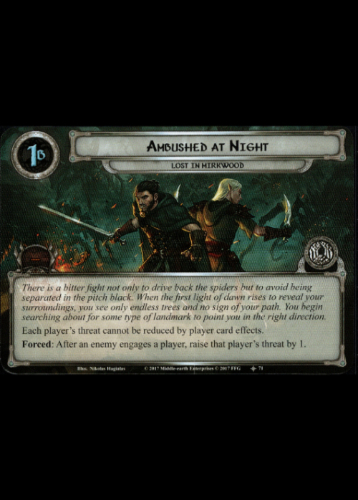 1B
AMBUSHED AT NIGHT
LOST IN MIRKWOOD
There is a bitter fight not only to drive back the spiders but to avoid being
separated in the pitch black. When the first light of dawn rises to reveal your
surroundings, you see only endless trees and no sign of your path. You begin
searching about for some type of landmark to point you in the right direction.
Each player's threat cannot be reduced by player card effects.
Forced: After an enemy engages a player, raise that player's threat by 1.
Illus. Nikolas Hagialas © 2017 Middle-earth Enterprises © 2017 FFG 71